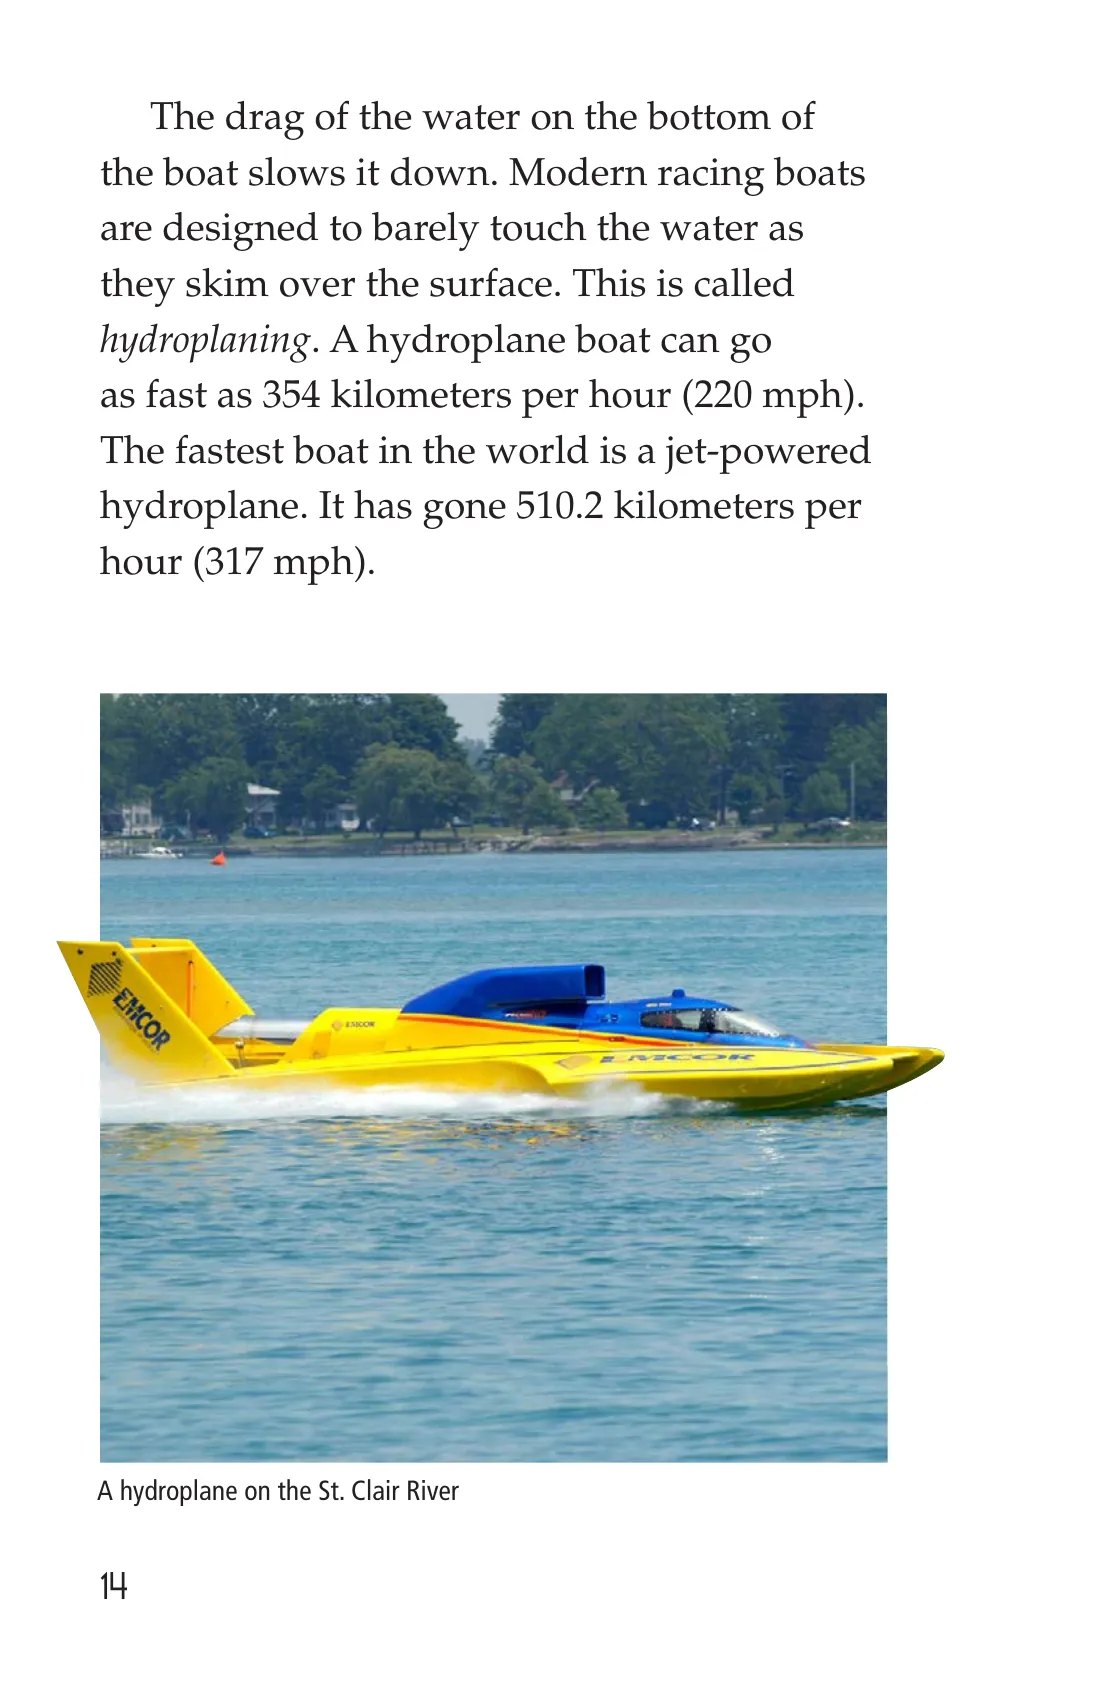 The drag of the water on the bottom of
the boat slows it down. Modern racing boats
are designed to barely touch the water as
they skim over the surface. This is called
hydroplaning. A hydroplane boat can go
as fast as 354 kilometers per hour (220 mph).
The fastest boat in the world is a jet-powered
hydroplane. It has gone 510.2 kilometers per
hour (317 mph).
EMCOR
EMCOR
EMCOR
A hydroplane on the St. Clair River
14